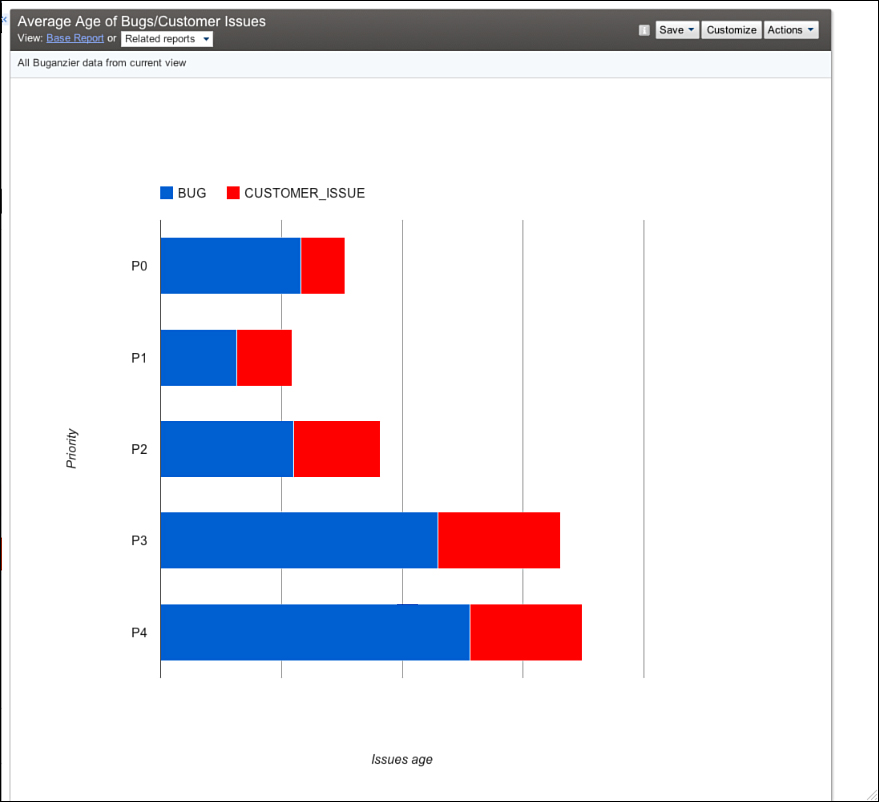 Average Age of Bugs/Customer Issues
View: Base Report or Related reports
Save Customize Actions
All Buganzier data from current view
BUG CUSTOMER_ISSUE
P0
P1
P2
Priority
P3
P4
Issues age